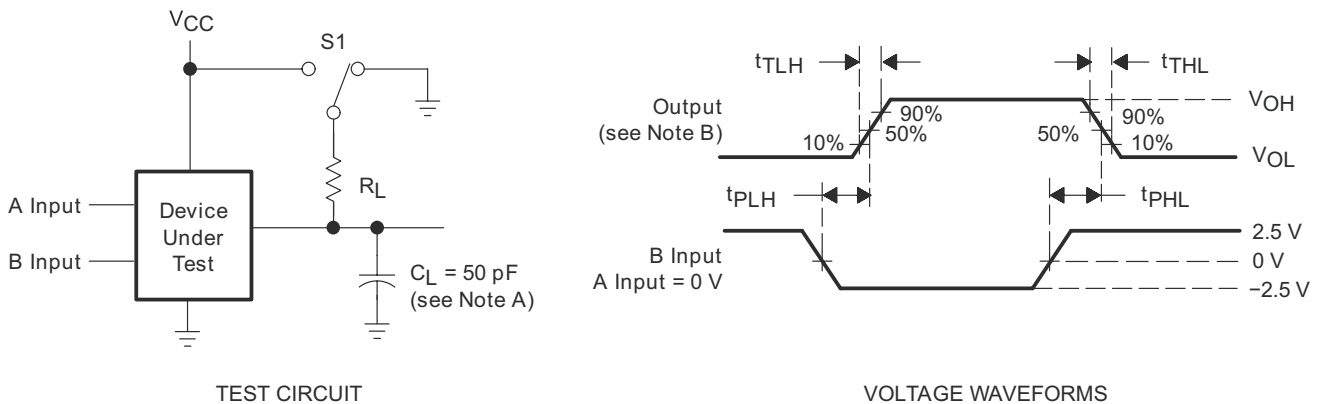 VCC
S1
RL
A Input
B Input
Device
Under
Test
CL = 50 pF
(see Note A)
TEST CIRCUIT
tTLH
tTHL
Output
(see Note B)
10%
90%
50%
50%
90%
10%
VOH
VOL
tPLH
tPHL
B Input
A Input = 0 V
2.5 V
0 V
−2.5 V
VOLTAGE WAVEFORMS